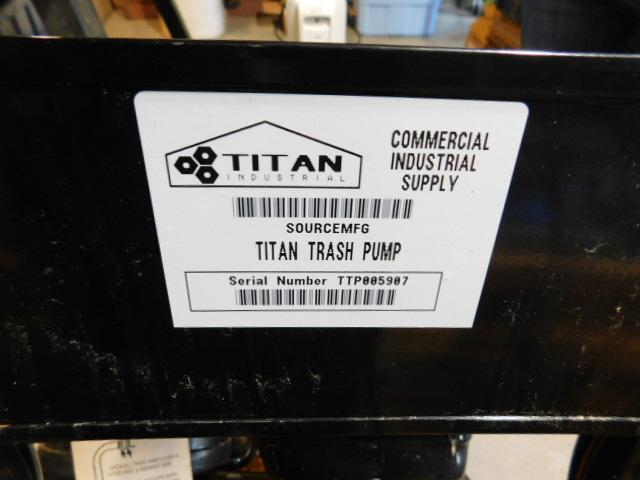 TITAN
INDUSTRIAL
COMMERCIAL
INDUSTRIAL
SUPPLY
SOURCEMFG
TITAN TRASH PUMP
Serial Number TTP005907